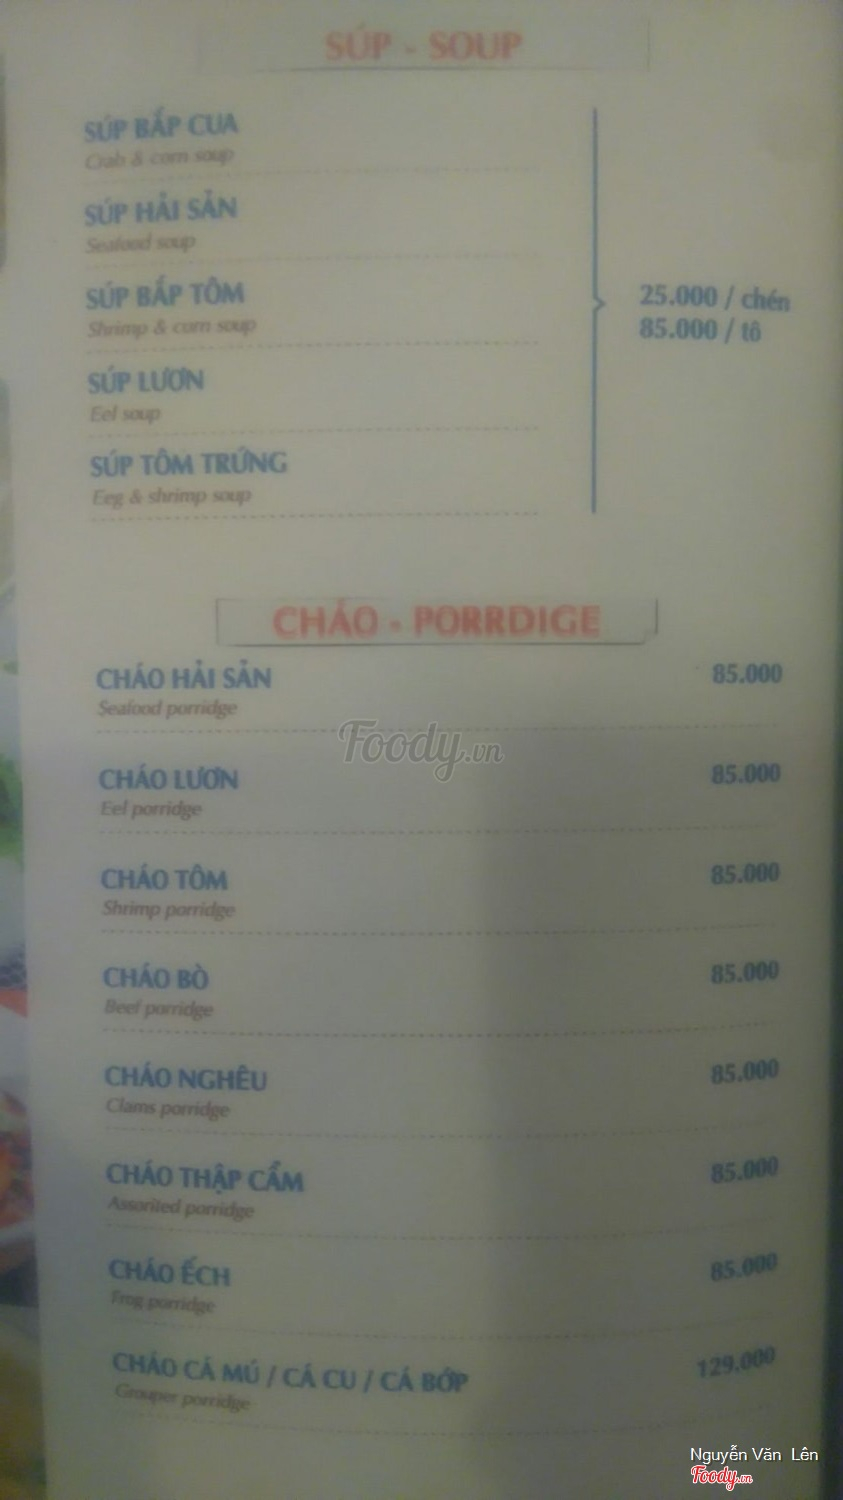 SÚP - SOUP
SÚP BẮP CUA
Crab & corn soup
SÚP HẢI SẢN
Seafood soup
SÚP BẮP TÔM
Shrimp & corn soup
25.000 / chén
85.000 / tô
SÚP LƯƠN
Eel soup
SÚP TÔM TRỨNG
Eeg & shrimp soup
CHÁO - PORRDIGE
CHÁO HẢI SẢN 85.000
Seafood porridge
Foody.vn
CHÁO LƯƠN 85.000
Eel porridge
CHÁO TÔM 85.000
Shrimp porridge
CHÁO BÒ 85.000
Beef porridge
CHÁO NGHÊU 85.000
Clams porridge
CHÁO THẬP CẨM 85.000
Assorited porridge
CHÁO ẾCH 85.000
Frog porridge
CHÁO CÁ MÚ / CÁ CU / CÁ BỚP 129.000
Grouper porridge
Nguyễn Văn Lên
Foody.vn